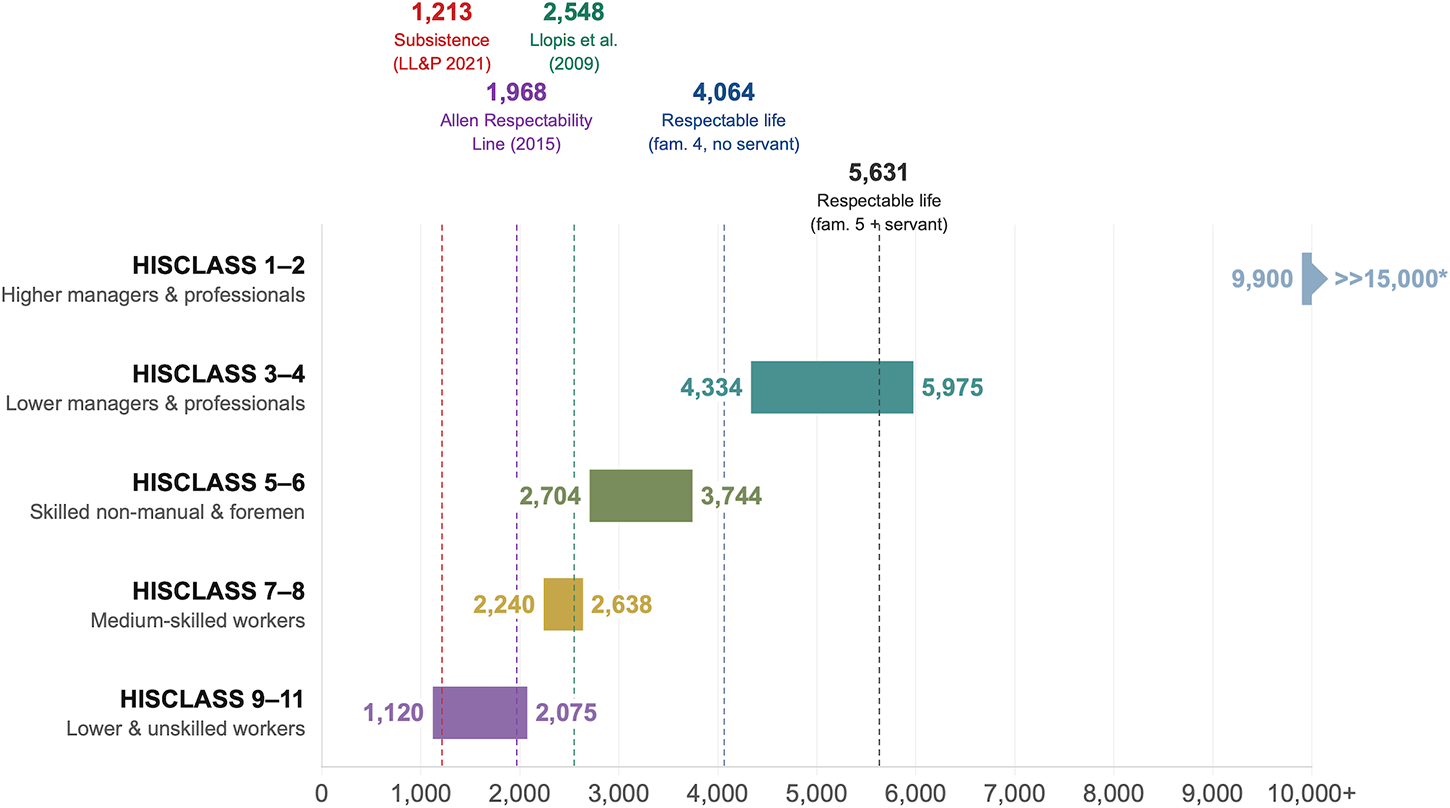 1,213
Subsistence
(LL&P 2021)
2,548
Llopis et al.
(2009)
1,968
Allen Respectability
Line (2015)
4,064
Respectable life
(fam. 4, no servant)
5,631
Respectable life
(fam. 5 + servant)
HISCLASS 1–2
Higher managers & professionals
9,900 >>15,000*
HISCLASS 3–4
Lower managers & professionals
4,334 5,975
HISCLASS 5–6
Skilled non-manual & foremen
2,704 3,744
HISCLASS 7–8
Medium-skilled workers
2,240 2,638
HISCLASS 9–11
Lower & unskilled workers
1,120 2,075
0 1,000 2,000 3,000 4,000 5,000 6,000 7,000 8,000 9,000 10,000+